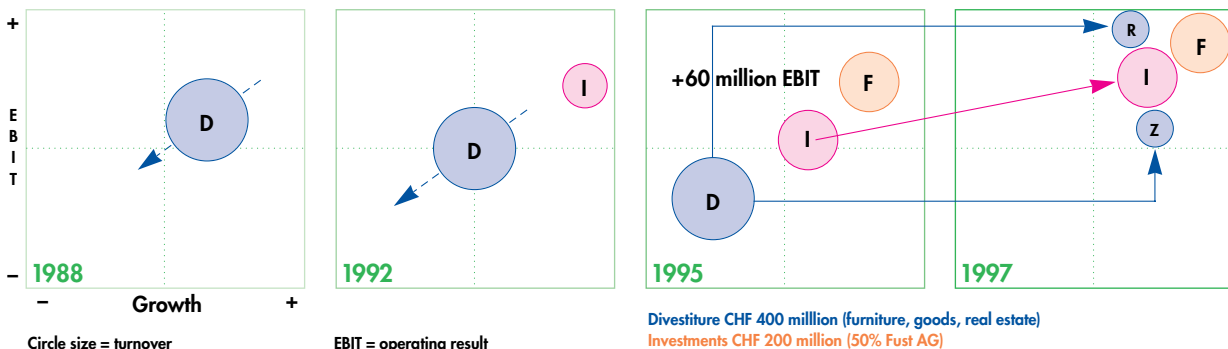 +
EBIT
−
D
1988
−
Growth
+
D
I
1992
+60 million EBIT
F
I
D
1995
R
F
I
Z
1997
Circle size = turnover
EBIT = operating result
Divestiture CHF 400 milllion (furniture, goods, real estate)
Investments CHF 200 million (50% Fust AG)